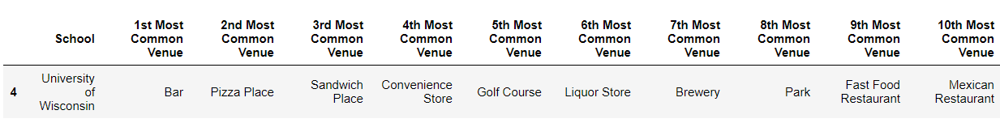 School 1st Most Common Venue 2nd Most Common Venue 3rd Most Common Venue 4th Most Common Venue 5th Most Common Venue 6th Most Common Venue 7th Most Common Venue 8th Most Common Venue 9th Most Common Venue 10th Most Common Venue
4 University of Wisconsin Bar Pizza Place Sandwich Place Convenience Store Golf Course Liquor Store Brewery Park Fast Food Restaurant Mexican Restaurant